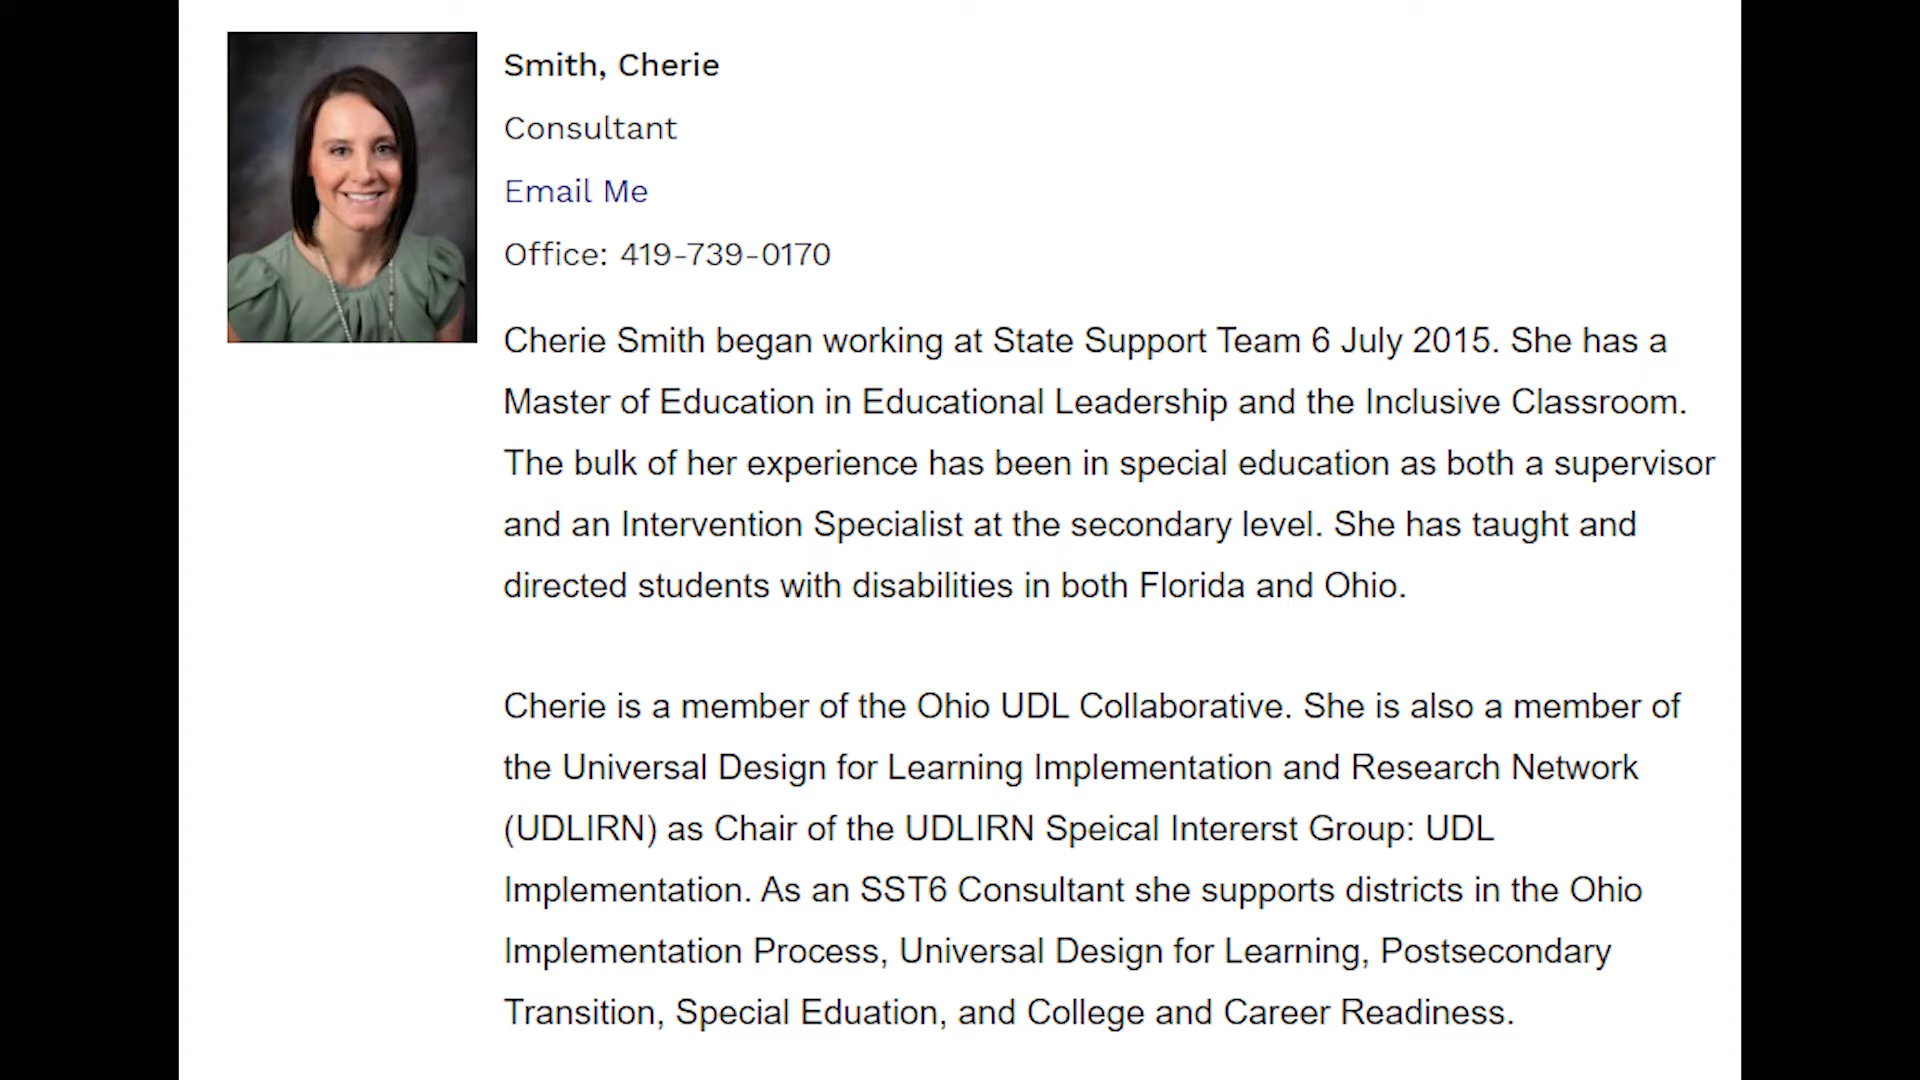 Smith, Cherie
Consultant
Email Me
Office: 419-739-0170
Cherie Smith began working at State Support Team 6 July 2015. She has a
Master of Education in Educational Leadership and the Inclusive Classroom.
The bulk of her experience has been in special education as both a supervisor
and an Intervention Specialist at the secondary level. She has taught and
directed students with disabilities in both Florida and Ohio.
Cherie is a member of the Ohio UDL Collaborative. She is also a member of
the Universal Design for Learning Implementation and Research Network
(UDLIRN) as Chair of the UDLIRN Speical Intererst Group: UDL
Implementation. As an SST6 Consultant she supports districts in the Ohio
Implementation Process, Universal Design for Learning, Postsecondary
Transition, Special Eduation, and College and Career Readiness.